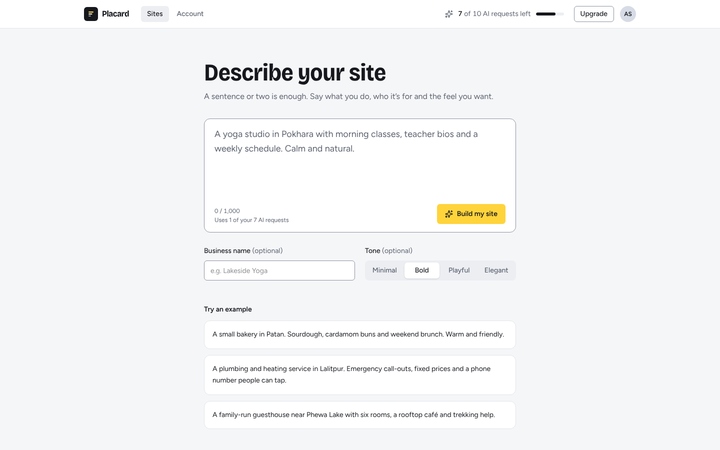 Placard
Sites
Account
7 of 10 AI requests left
Upgrade
AS
Describe your site
A sentence or two is enough. Say what you do, who it's for and the feel you want.
A yoga studio in Pokhara with morning classes, teacher bios and a
weekly schedule. Calm and natural.
0 / 1,000
Uses 1 of your 7 AI requests
Build my site
Business name (optional)
Tone (optional)
e.g. Lakeside Yoga
Minimal
Bold
Playful
Elegant
Try an example
A small bakery in Patan. Sourdough, cardamom buns and weekend brunch. Warm and friendly.
A plumbing and heating service in Lalitpur. Emergency call-outs, fixed prices and a phone
number people can tap.
A family-run guesthouse near Phewa Lake with six rooms, a rooftop café and trekking help.